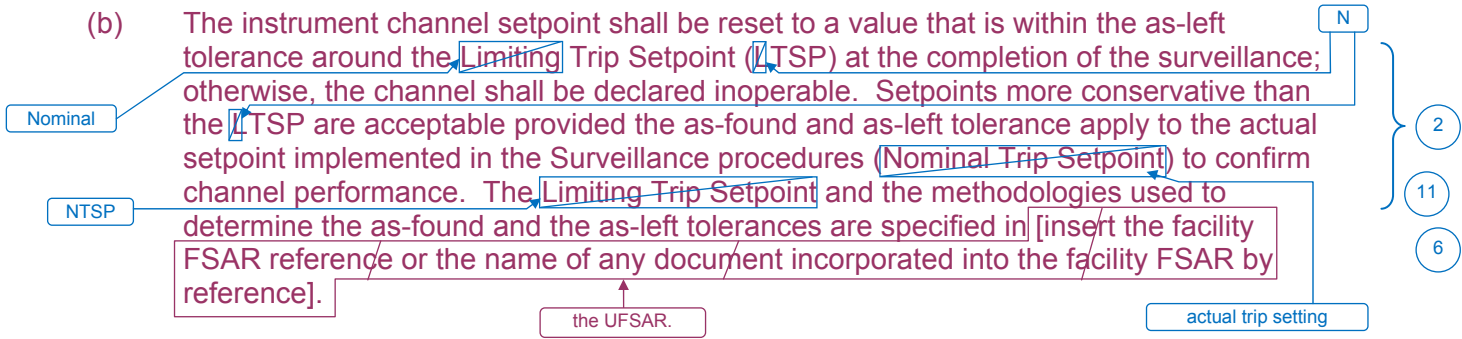 N
(b) The instrument channel setpoint shall be reset to a value that is within the as-left
tolerance around the Limiting Trip Setpoint (LTSP) at the completion of the surveillance;
otherwise, the channel shall be declared inoperable. Setpoints more conservative than
Nominal
the LTSP are acceptable provided the as-found and as-left tolerance apply to the actual
2
setpoint implemented in the Surveillance procedures (Nominal Trip Setpoint) to confirm
channel performance. The Limiting Trip Setpoint and the methodologies used to
11
NTSP
determine the as-found and the as-left tolerances are specified in [insert the facility
6
FSAR reference or the name of any document incorporated into the facility FSAR by
reference].
the UFSAR.
actual trip setting